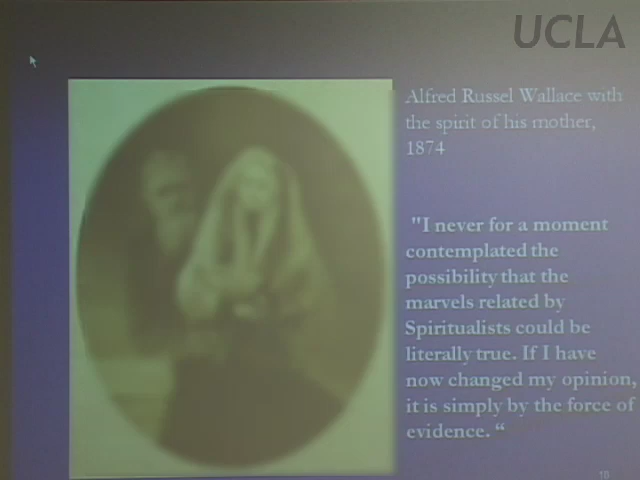 UCLA
Alfred Russel Wallace with
the spirit of his mother,
1874
"I never for a moment
contemplated the
possibility that the
marvels related by
Spiritualists could be
literally true. If I have
now changed my opinion,
it is simply by the force of
evidence. “
18